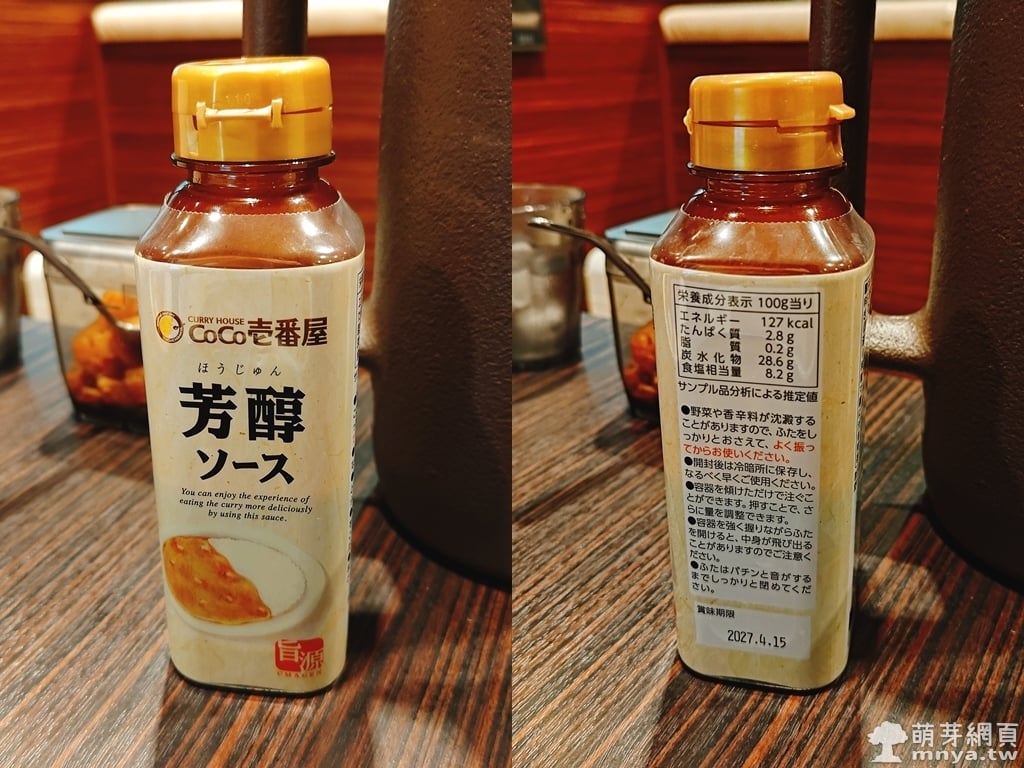 CURRY HOUSE
CoCo壱番屋
ほうじゅん
芳醇
ソース
You can enjoy the experience of
eating the curry more deliciously
by using this sauce.
旨源
UMAGEN
栄養成分表示 100g当り
エネルギー 127 kcal
たんぱく質 2.8 g
脂質 0.2 g
炭水化物 28.6 g
食塩相当量 8.2 g
サンプル品分析による推定値
●野菜や香辛料が沈澱する
ことがありますので、ふたをし
っかりとおさえて、よく振っ
てからお使いください。
●開封後は冷暗所に保存し、
なるべく早くご使用ください。
●容器を傾けただけで注ぐこ
とができます。押すことで、さ
らに量を調整できます。
●容器を強く握りながらふた
を開けると、中身が飛び出る
ことがありますのでご注意く
ださい。
●ふたはパチンと音がする
までしっかりと閉めてくだ
さい。
賞味期限
2027.4.15
萌芽網頁
mnya.tw